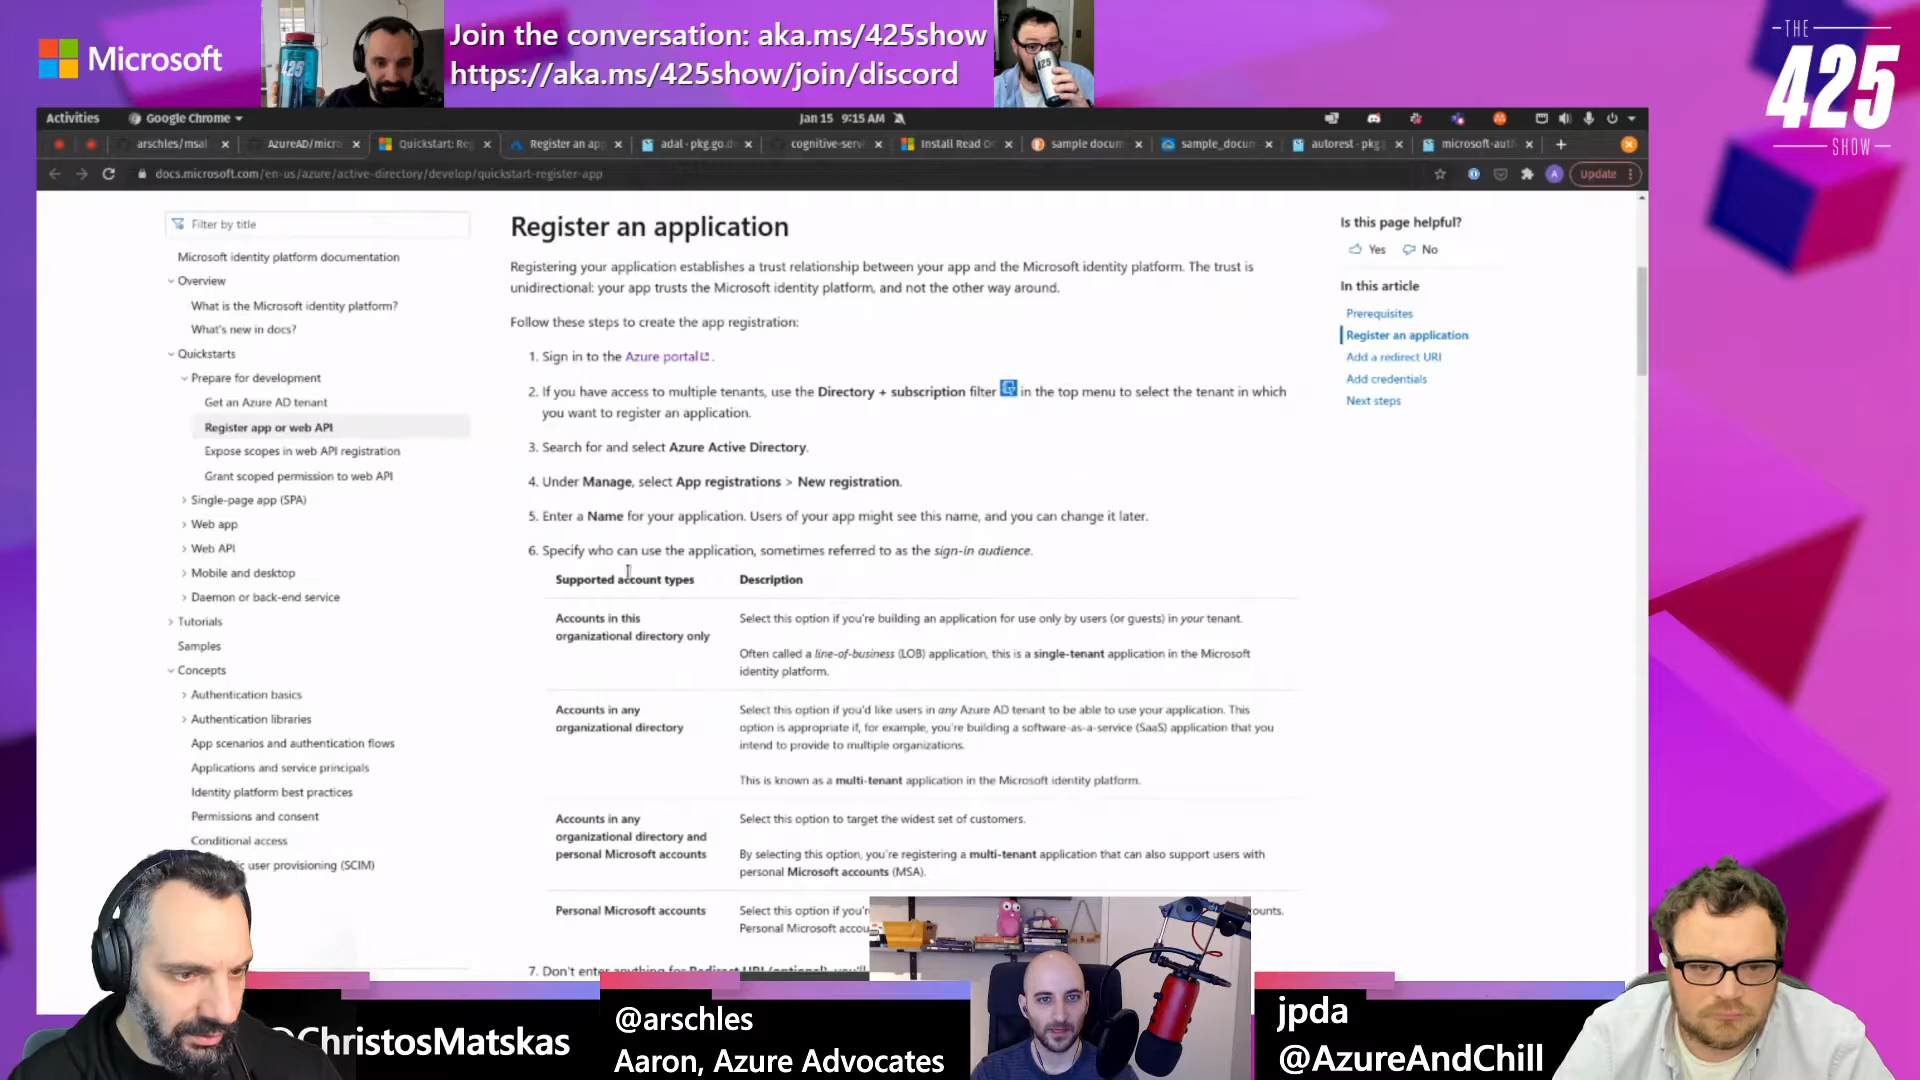 Microsoft
Join the conversation: aka.ms/425show
https://aka.ms/425show/join/discord
THE
425
SHOW
Activities
Google Chrome
Jan 15 9:15 AM
arschles/msal
AzureAD/micro
Quickstart: Re
Register an app
adal - pkg.go.d
cognitive-serv
Install Read O
sample docum
sample_docum
autorest - pkg.
microsoft-auth
docs.microsoft.com/en-us/azure/active-directory/develop/quickstart-register-app
A
Update
Filter by title
Microsoft identity platform documentation
Overview
What is the Microsoft identity platform?
What's new in docs?
Quickstarts
Prepare for development
Get an Azure AD tenant
Register app or web API
Expose scopes in web API registration
Grant scoped permission to web API
Single-page app (SPA)
Web app
Web API
Mobile and desktop
Daemon or back-end service
Tutorials
Samples
Concepts
Authentication basics
Authentication libraries
App scenarios and authentication flows
Applications and service principals
Identity platform best practices
Permissions and consent
Conditional access
user provisioning (SCIM)
Register an application
Registering your application establishes a trust relationship between your app and the Microsoft identity platform. The trust is
unidirectional: your app trusts the Microsoft identity platform, and not the other way around.
Follow these steps to create the app registration:
1. Sign in to the Azure portal.
2. If you have access to multiple tenants, use the Directory + subscription filter in the top menu to select the tenant in which
you want to register an application.
3. Search for and select Azure Active Directory.
4. Under Manage, select App registrations > New registration.
5. Enter a Name for your application. Users of your app might see this name, and you can change it later.
6. Specify who can use the application, sometimes referred to as the sign-in audience.
Supported account types Description
Accounts in this
organizational directory only
Select this option if you're building an application for use only by users (or guests) in your tenant.
Often called a line-of-business (LOB) application, this is a single-tenant application in the Microsoft
identity platform.
Accounts in any
organizational directory
Select this option if you'd like users in any Azure AD tenant to be able to use your application. This
option is appropriate if, for example, you're building a software-as-a-service (SaaS) application that you
intend to provide to multiple organizations.
This is known as a multi-tenant application in the Microsoft identity platform.
Accounts in any
organizational directory and
personal Microsoft accounts
Select this option to target the widest set of customers.
By selecting this option, you're registering a multi-tenant application that can also support users with
personal Microsoft accounts (MSA).
Personal Microsoft accounts
Select this option if you'r
ounts.
Personal Microsoft accou
7. Don't enter anything for Redirect URI (optional), you'll
Is this page helpful?
Yes No
In this article
Prerequisites
Register an application
Add a redirect URI
Add credentials
Next steps
@ChristosMatskas
@arschles
Aaron, Azure Advocates
jpda
@AzureAndChill